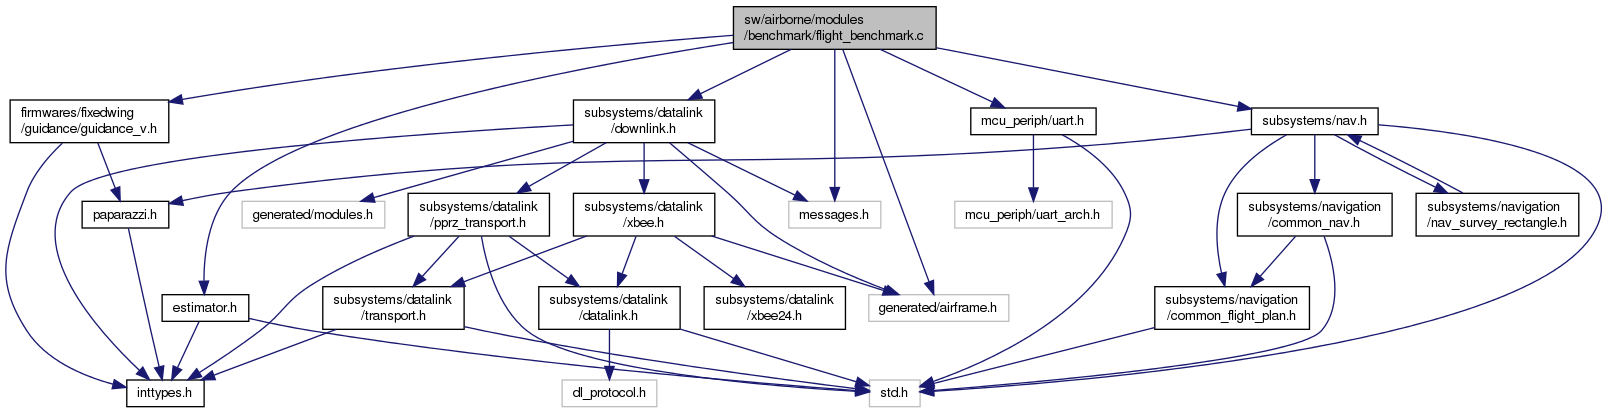 sw/airborne/modules
/benchmark/flight_benchmark.c
firmwares/fixedwing
/guidance/guidance_v.h
subsystems/datalink
/downlink.h
mcu_periph/uart.h
subsystems/nav.h
paparazzi.h
generated/modules.h
subsystems/datalink
/pprz_transport.h
subsystems/datalink
/xbee.h
messages.h
mcu_periph/uart_arch.h
subsystems/navigation
/common_nav.h
subsystems/navigation
/nav_survey_rectangle.h
estimator.h
subsystems/datalink
/transport.h
subsystems/datalink
/datalink.h
subsystems/datalink
/xbee24.h
generated/airframe.h
subsystems/navigation
/common_flight_plan.h
inttypes.h
dl_protocol.h
std.h